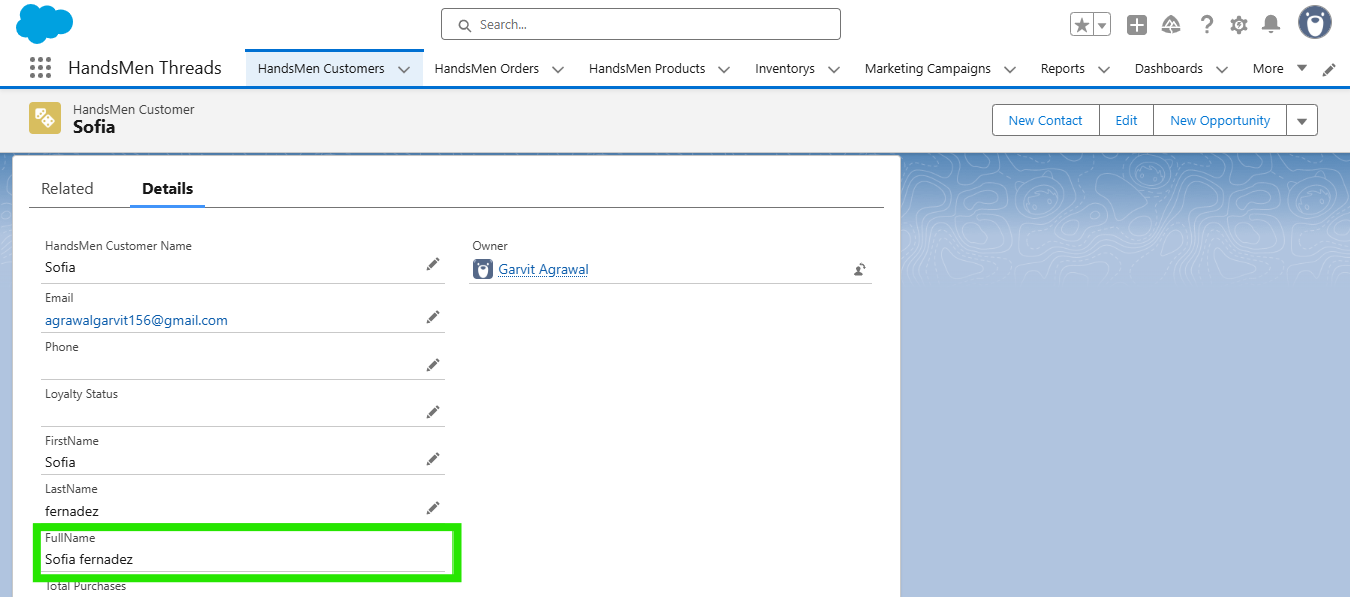 Search...
HandsMen Threads
HandsMen Customers
HandsMen Orders
HandsMen Products
Inventorys
Marketing Campaigns
Reports
Dashboards
More
HandsMen Customer
Sofia
New Contact
Edit
New Opportunity
Related
Details
HandsMen Customer Name
Sofia
Owner
Garvit Agrawal
Email
agrawalgarvit156@gmail.com
Phone
Loyalty Status
FirstName
Sofia
LastName
fernadez
FullName
Sofia fernadez
Total Purchases